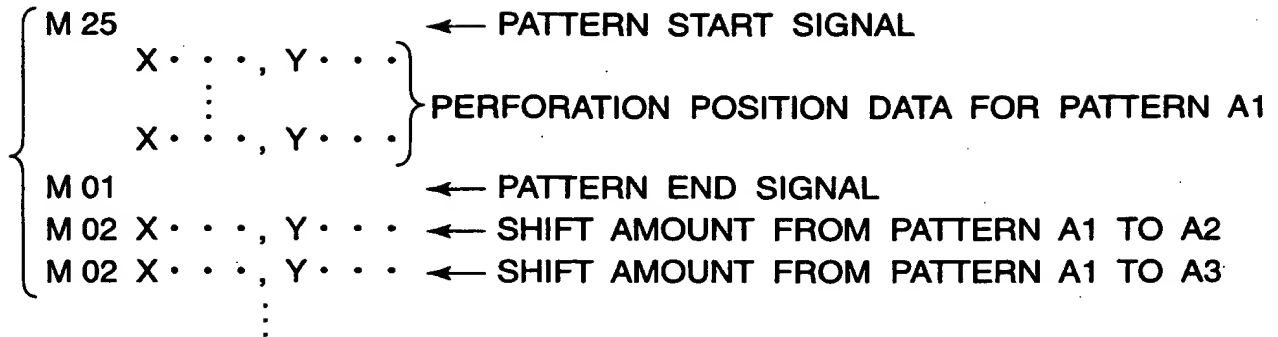 M 25 ← PATTERN START SIGNAL
X · · · , Y · · ·
⋮
PERFORATION POSITION DATA FOR PATTERN A1
X · · · , Y · · ·
M 01 ← PATTERN END SIGNAL
M 02 X · · · , Y · · · ← SHIFT AMOUNT FROM PATTERN A1 TO A2
M 02 X · · · , Y · · · ← SHIFT AMOUNT FROM PATTERN A1 TO A3
⋮